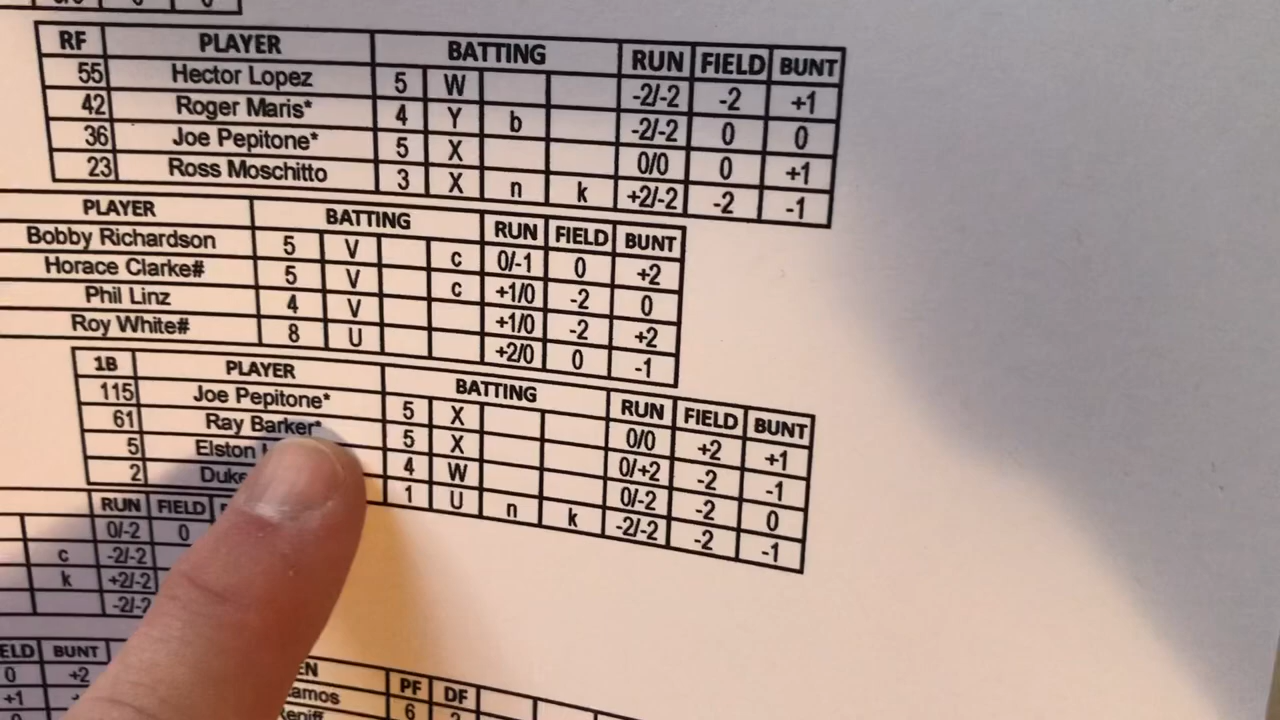 RF PLAYER BATTING RUN FIELD BUNT
55 Hector Lopez 5 W -2/-2 -2 +1
42 Roger Maris* 4 Y b -2/-2 0 0
36 Joe Pepitone* 5 X 0/0 0 +1
23 Ross Moschitto 3 X n k +2/-2 -2 -1
PLAYER BATTING RUN FIELD BUNT
Bobby Richardson 5 V c 0/-1 0 +2
Horace Clarke# 5 V c +1/0 -2 0
Phil Linz 4 V +1/0 -2 +2
Roy White# 8 U +2/0 0 -1
1B PLAYER BATTING RUN FIELD BUNT
115 Joe Pepitone* 5 X 0/0 +2 +1
61 Ray Barker* 5 X 0/+2 -2 -1
5 Elston 4 W 0/-2 -2 0
2 Duke 1 U n k -2/-2 -2 -1
RUN FIELD
0/-2 0
c -2/-2
k +2/-2
-2/-2
ELD BUNT
0 +2
+1
EN PF DF
amos 6
eniff